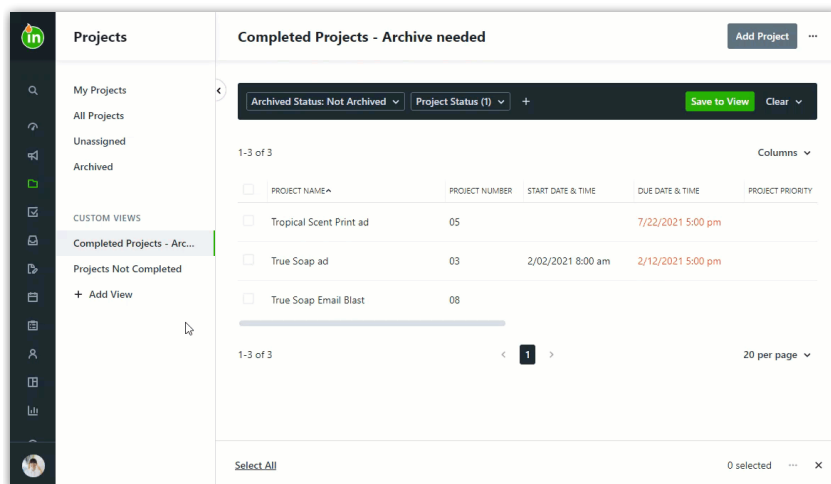 in
Projects
My Projects
All Projects
Unassigned
Archived
CUSTOM VIEWS
Completed Projects - Arc...
Projects Not Completed
+ Add View
Completed Projects - Archive needed
Add Project
Archived Status: Not Archived
Project Status (1)
+
Save to View
Clear
1-3 of 3
Columns
PROJECT NAME PROJECT NUMBER START DATE & TIME DUE DATE & TIME PROJECT PRIORITY
Tropical Scent Print ad 05 7/22/2021 5:00 pm
True Soap ad 03 2/02/2021 8:00 am 2/12/2021 5:00 pm
True Soap Email Blast 08
1-3 of 3 < 1 > 20 per page
Select All 0 selected